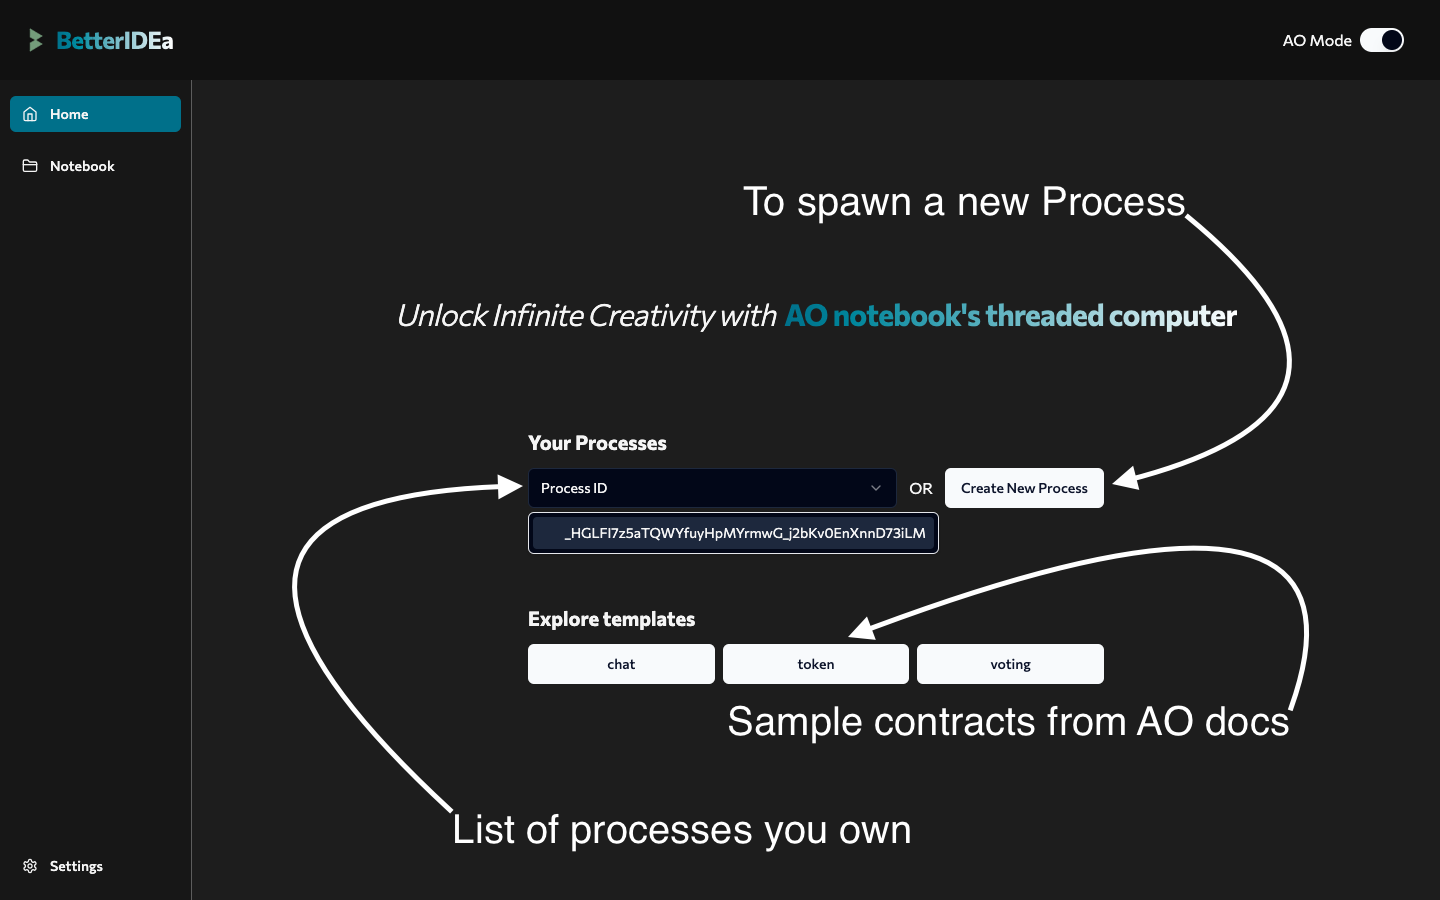 BetterIDEa
AO Mode
Home
Notebook
To spawn a new Process
Unlock Infinite Creativity with AO notebook's threaded computer
Your Processes
Process ID
OR
Create New Process
_HGLFI7z5aTQWYfuyHpMYrmwG_j2bKv0EnXnnD73iLM
Explore templates
chat
token
voting
Sample contracts from AO docs
List of processes you own
Settings